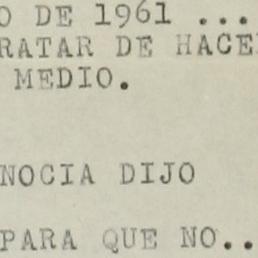 O DE 1961 ...
RATAR DE HACE
MEDIO.
NOCIA DIJO
PARA QUE NO..